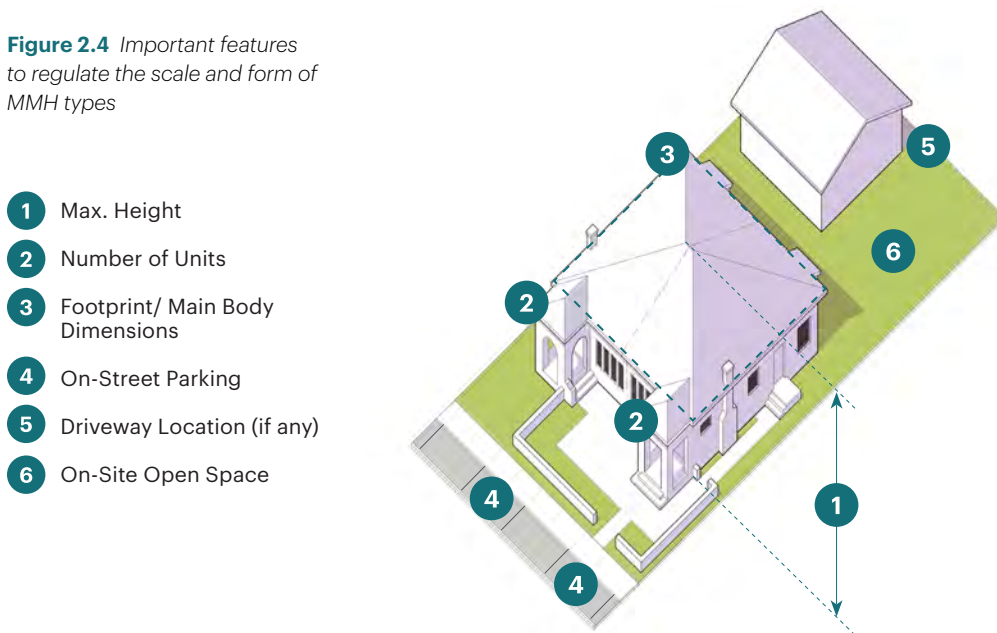 Figure 2.4 Important features
to regulate the scale and form of
MMH types
1 Max. Height
2 Number of Units
3 Footprint/ Main Body
Dimensions
4 On-Street Parking
5 Driveway Location (if any)
6 On-Site Open Space
5
3
6
2
2
4
1
4